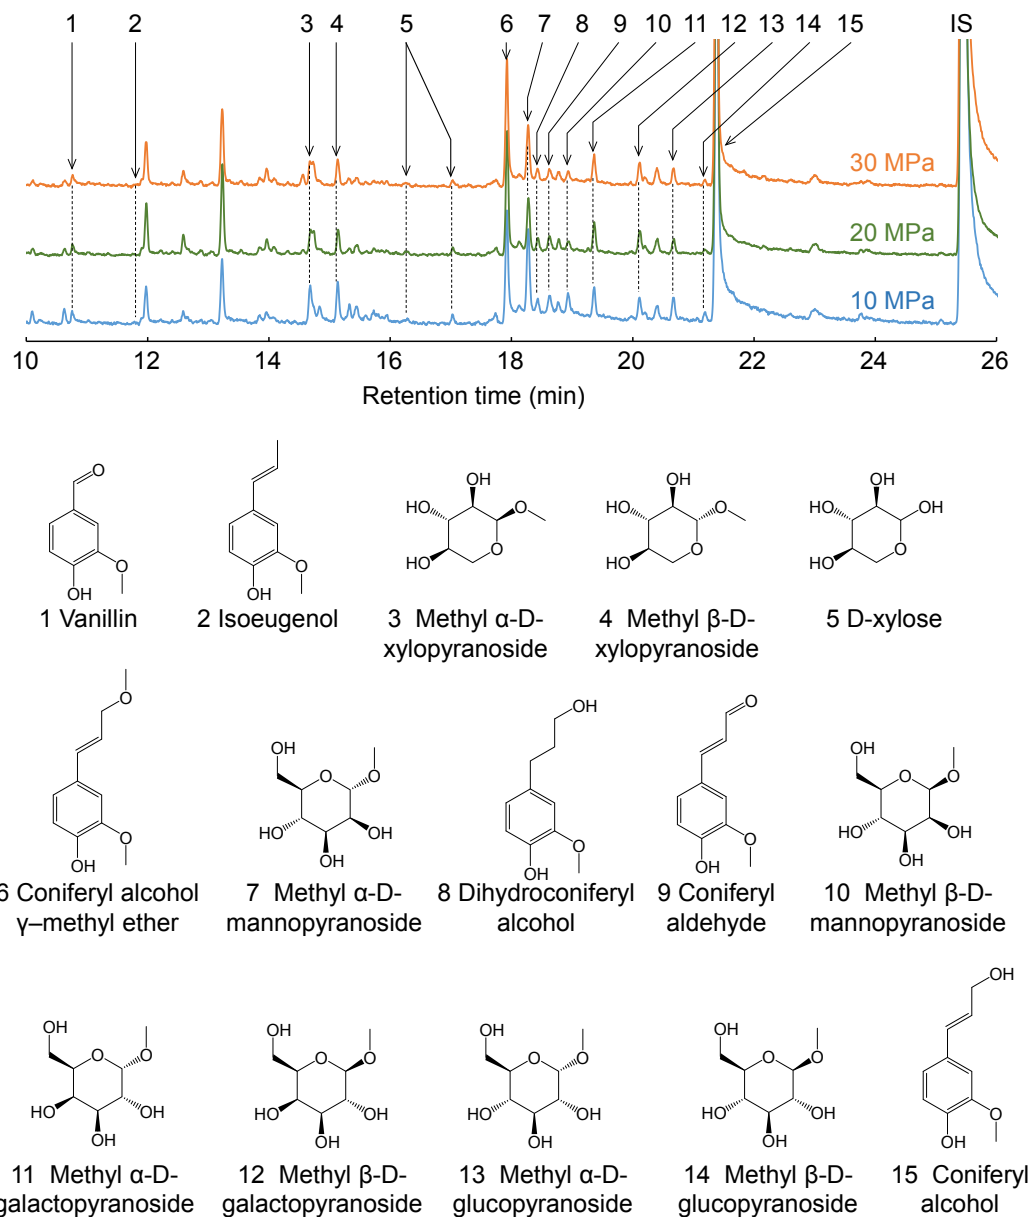 1 2 3 4 5 6 7 8 9 10 11 12 13 14 15 IS
30 MPa
20 MPa
10 MPa
10 12 14 16 18 20 22 24 26
Retention time (min)
O
O
OH
1 Vanillin
O
OH
2 Isoeugenol
OH
HO
O
HO
O
3 Methyl α-D-
xylopyranoside
OH
HO
O
HO
O
4 Methyl β-D-
xylopyranoside
OH
HO
OH
HO
O
5 D-xylose
O
O
OH
6 Coniferyl alcohol
γ–methyl ether
OH
O
O
HO
OH
OH
7 Methyl α-D-
mannopyranoside
OH
O
OH
8 Dihydroconiferyl
alcohol
O
O
OH
9 Coniferyl
aldehyde
OH
O
O
HO
OH
OH
10 Methyl β-D-
mannopyranoside
OH
O
O
HO
OH
OH
11 Methyl α-D-
galactopyranoside
OH
O
O
HO
OH
OH
12 Methyl β-D-
galactopyranoside
OH
O
O
HO
OH
OH
13 Methyl α-D-
glucopyranoside
OH
O
O
HO
OH
OH
14 Methyl β-D-
glucopyranoside
OH
O
OH
15 Coniferyl
alcohol